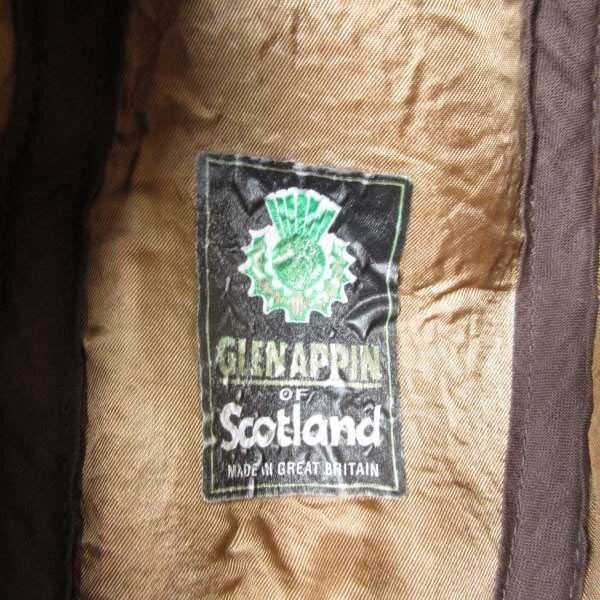 GLENAPPIN
OF
Scotland
MADE IN GREAT BRITAIN